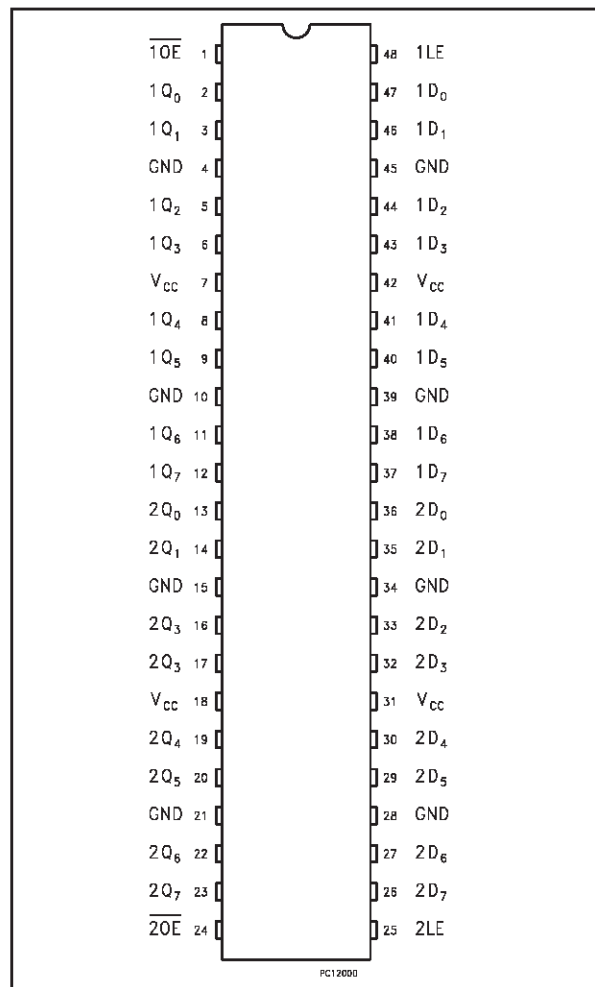 1OE 1 48 1LE
1Q0 2 47 1D0
1Q1 3 46 1D1
GND 4 45 GND
1Q2 5 44 1D2
1Q3 6 43 1D3
VCC 7 42 VCC
1Q4 8 41 1D4
1Q5 9 40 1D5
GND 10 39 GND
1Q6 11 38 1D6
1Q7 12 37 1D7
2Q0 13 36 2D0
2Q1 14 35 2D1
GND 15 34 GND
2Q3 16 33 2D2
2Q3 17 32 2D3
VCC 18 31 VCC
2Q4 19 30 2D4
2Q5 20 29 2D5
GND 21 28 GND
2Q6 22 27 2D6
2Q7 23 26 2D7
2OE 24 25 2LE
PC12000